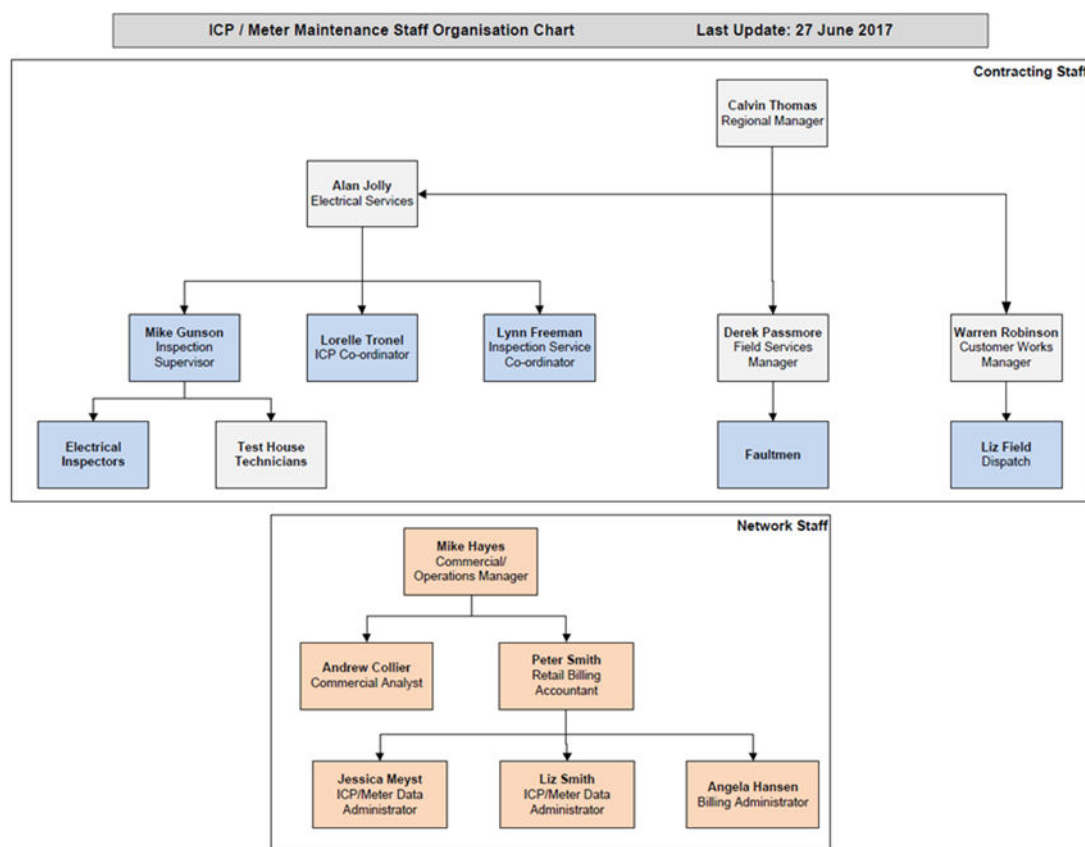 ICP / Meter Maintenance Staff Organisation Chart Last Update: 27 June 2017
Contracting Staff
Calvin Thomas
Regional Manager
Alan Jolly
Electrical Services
Mike Gunson
Inspection
Supervisor
Lorelle Tronel
ICP Co-ordinator
Lynn Freeman
Inspection Service
Co-ordinator
Derek Passmore
Field Services
Manager
Warren Robinson
Customer Works
Manager
Electrical
Inspectors
Test House
Technicians
Faultmen
Liz Field
Dispatch
Network Staff
Mike Hayes
Commercial/
Operations Manager
Andrew Collier
Commercial Analyst
Peter Smith
Retail Billing
Accountant
Jessica Meyst
ICP/Meter Data
Administrator
Liz Smith
ICP/Meter Data
Administrator
Angela Hansen
Billing Administrator